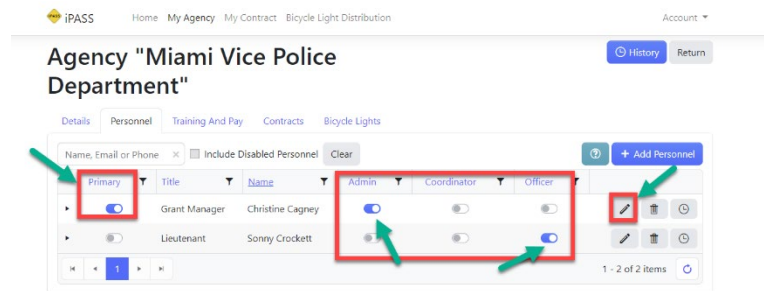 iPASS Home My Agency My Contract Bicycle Light Distribution Account
Agency "Miami Vice Police
Department"
History Return
Details Personnel Training And Pay Contracts Bicycle Lights
Name, Email or Phone Include Disabled Personnel Clear + Add Personnel
Primary Title Name Admin Coordinator Officer
Grant Manager Christine Cagney
Lieutenant Sonny Crockett
1 1 - 2 of 2 items